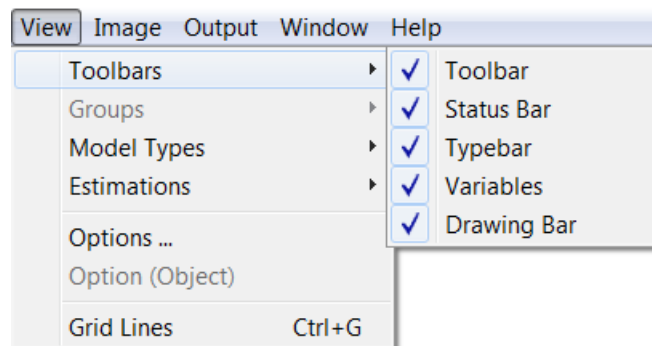 View Image Output Window Help
Toolbars
Groups
Model Types
Estimations
Options ...
Option (Object)
Grid Lines Ctrl+G
Toolbar
Status Bar
Typebar
Variables
Drawing Bar